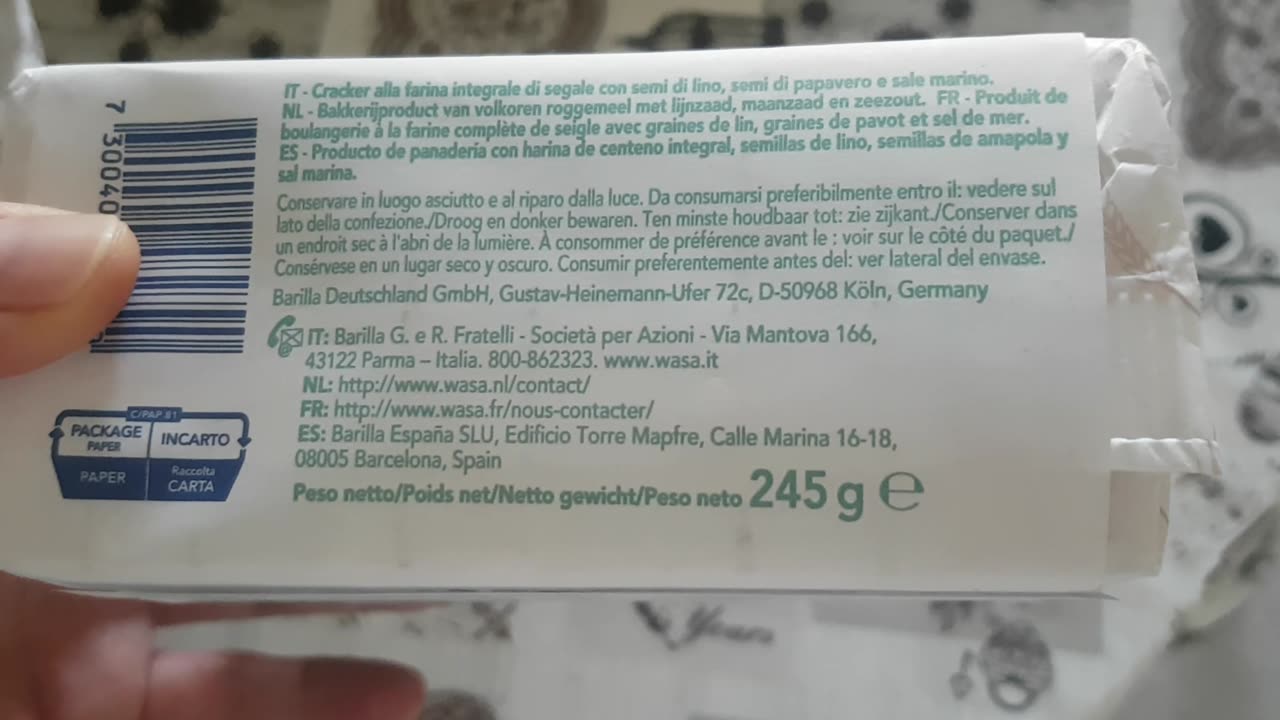 IT - Cracker alla farina integrale di segale con semi di lino, semi di papavero e sale marino.
NL - Bakkerijproduct van volkoren roggemeel met lijnzaad, maanzaad en zeezout. FR - Produit de
boulangerie à la farine complète de seigle avec graines de lin, graines de pavot et sel de mer.
ES - Producto de panadería con harina de centeno integral, semillas de lino, semillas de amapola y
sal marina.
Conservare in luogo asciutto e al riparo dalla luce. Da consumarsi preferibilmente entro il: vedere sul
lato della confezione./Droog en donker bewaren. Ten minste houdbaar tot: zie zijkant./Conserver dans
un endroit sec à l'abri de la lumière. À consommer de préférence avant le : voir sur le côté du paquet./
Consérvese en un lugar seco y oscuro. Consumir preferentemente antes del: ver lateral del envase.
Barilla Deutschland GmbH, Gustav-Heinemann-Ufer 72c, D-50968 Köln, Germany
IT: Barilla G. e R. Fratelli - Società per Azioni - Via Mantova 166,
43122 Parma – Italia. 800-862323. www.wasa.it
NL: http://www.wasa.nl/contact/
FR: http://www.wasa.fr/nous-contacter/
ES: Barilla España SLU, Edificio Torre Mapfre, Calle Marina 16-18,
08005 Barcelona, Spain
Peso netto/Poids net/Netto gewicht/Peso neto 245 g ℮
7 30040
C/PAP 81
PACKAGE PAPER
INCARTO
PAPER
Raccolta CARTA
Yours